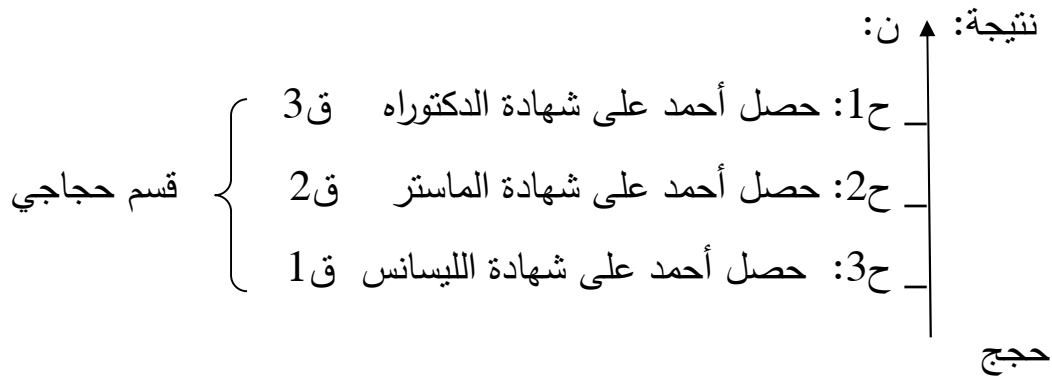 نتيجة: ن:
ح1: حصل أحمد على شهادة الدكتوراه ق3
ح2: حصل أحمد على شهادة الماستر ق2
قسم حجاجي
ح3: حصل أحمد على شهادة الليسانس ق1
حجج